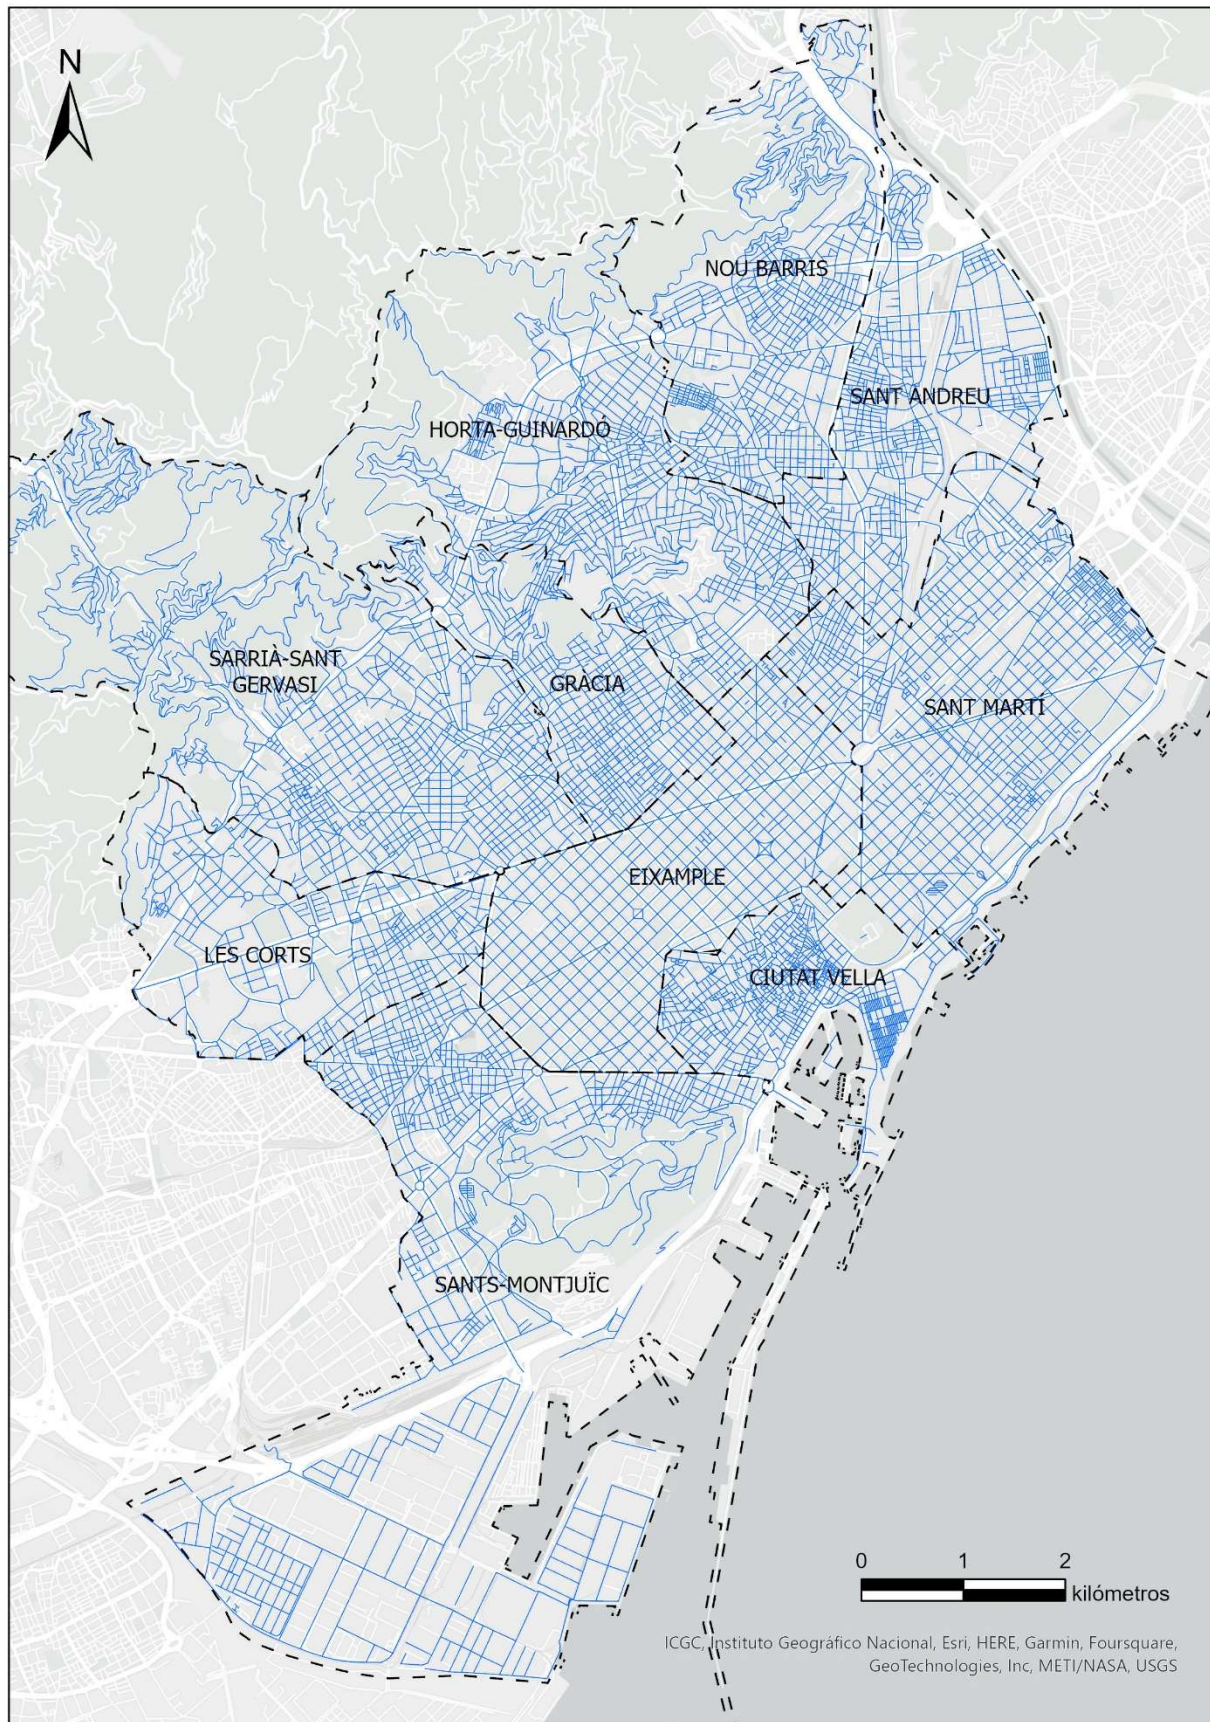 N
NOU BARRIS
SANT ANDREU
HORTA-GUINARDÓ
SARRIÀ-SANT
GERVASI
GRÀCIA
SANT MARTÍ
EIXAMPLE
LES CORTS
CIUTAT VELLA
SANTS-MONTJUÏC
0 1 2
kilómetros
ICGC, Instituto Geográfico Nacional, Esri, HERE, Garmin, Foursquare,
GeoTechnologies, Inc, METI/NASA, USGS